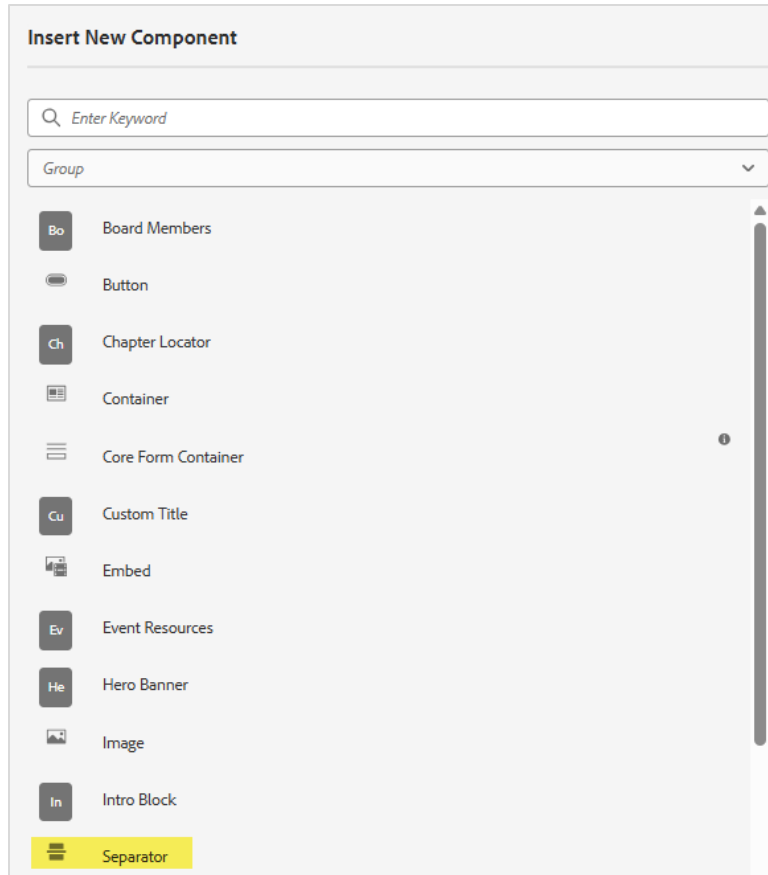 Insert New Component
Enter Keyword
Group
Bo Board Members
Button
Ch Chapter Locator
Container
Core Form Container
Cu Custom Title
Embed
Ev Event Resources
He Hero Banner
Image
In Intro Block
Separator